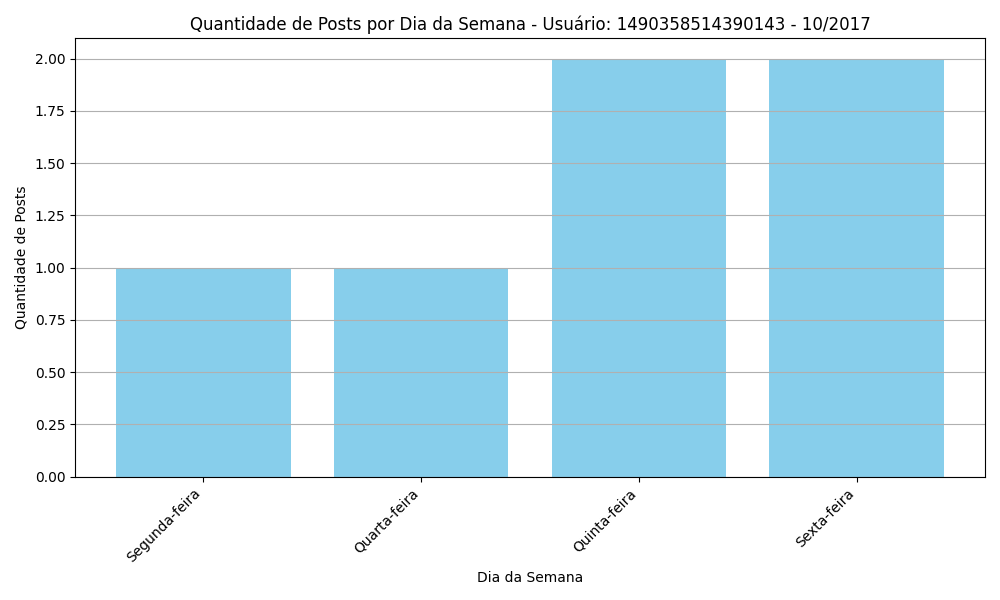 Quantidade de Posts por Dia da Semana - Usuário: 1490358514390143 - 10/2017
Quantidade de Posts
2.00
1.75
1.50
1.25
1.00
0.75
0.50
0.25
0.00
Segunda-feira
Quarta-feira
Quinta-feira
Sexta-feira
Dia da Semana